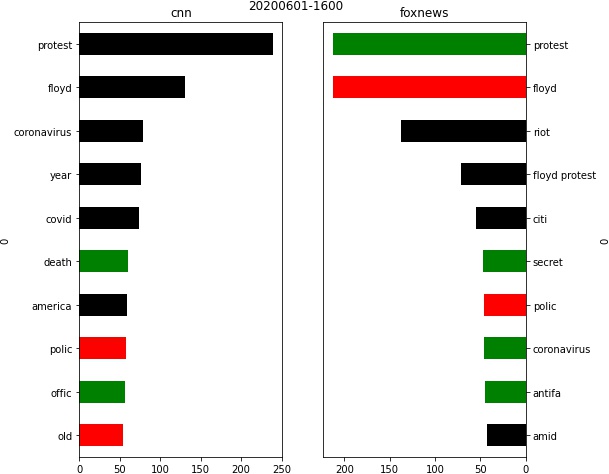 20200601-1600
cnn
foxnews
protest
floyd
coronavirus
year
covid
death
america
polic
offic
old
0 50 100 150 200 250
0
protest
floyd
riot
floyd protest
citi
secret
polic
coronavirus
antifa
amid
200 150 100 50 0
0